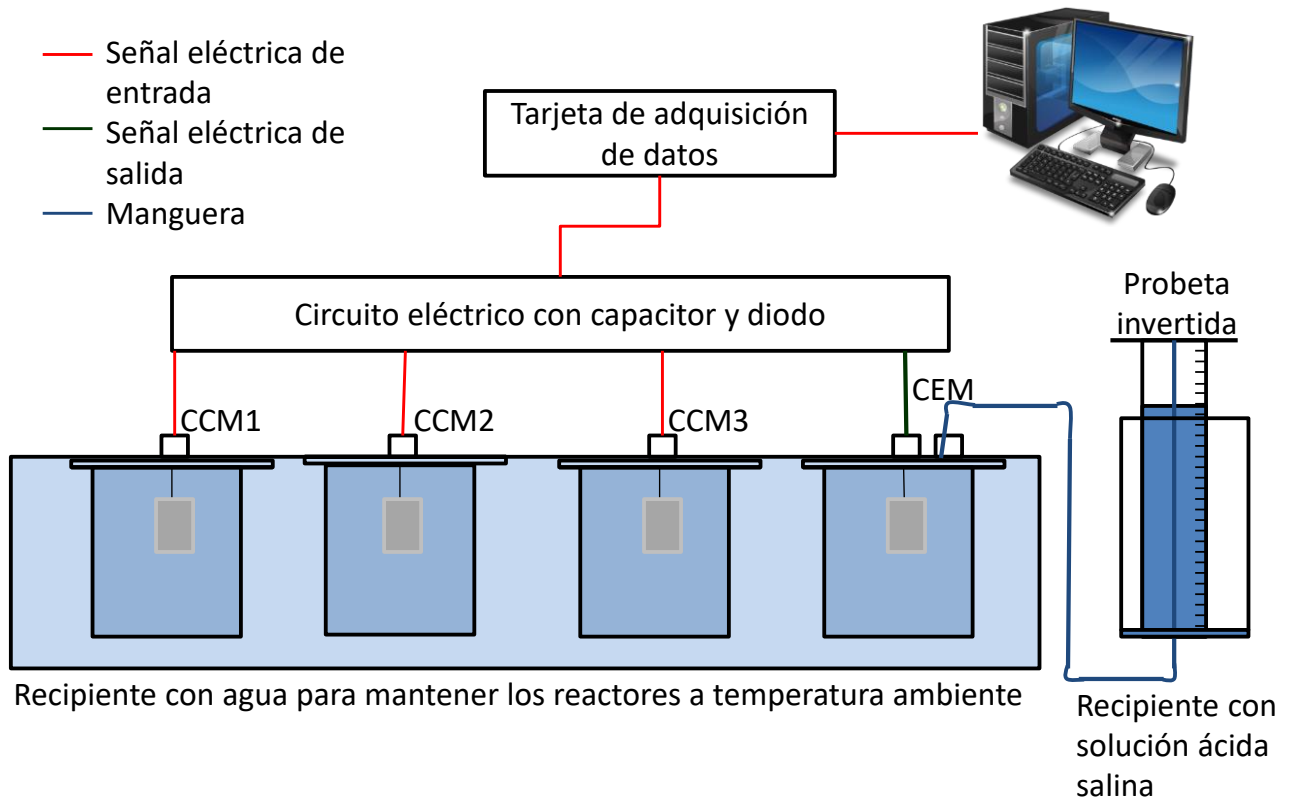 Señal eléctrica de
entrada
Señal eléctrica de
salida
Manguera
Tarjeta de adquisición
de datos
Circuito eléctrico con capacitor y diodo
Probeta
invertida
CCM1
CCM2
CCM3
CEM
Recipiente con agua para mantener los reactores a temperatura ambiente
Recipiente con
solución ácida
salina